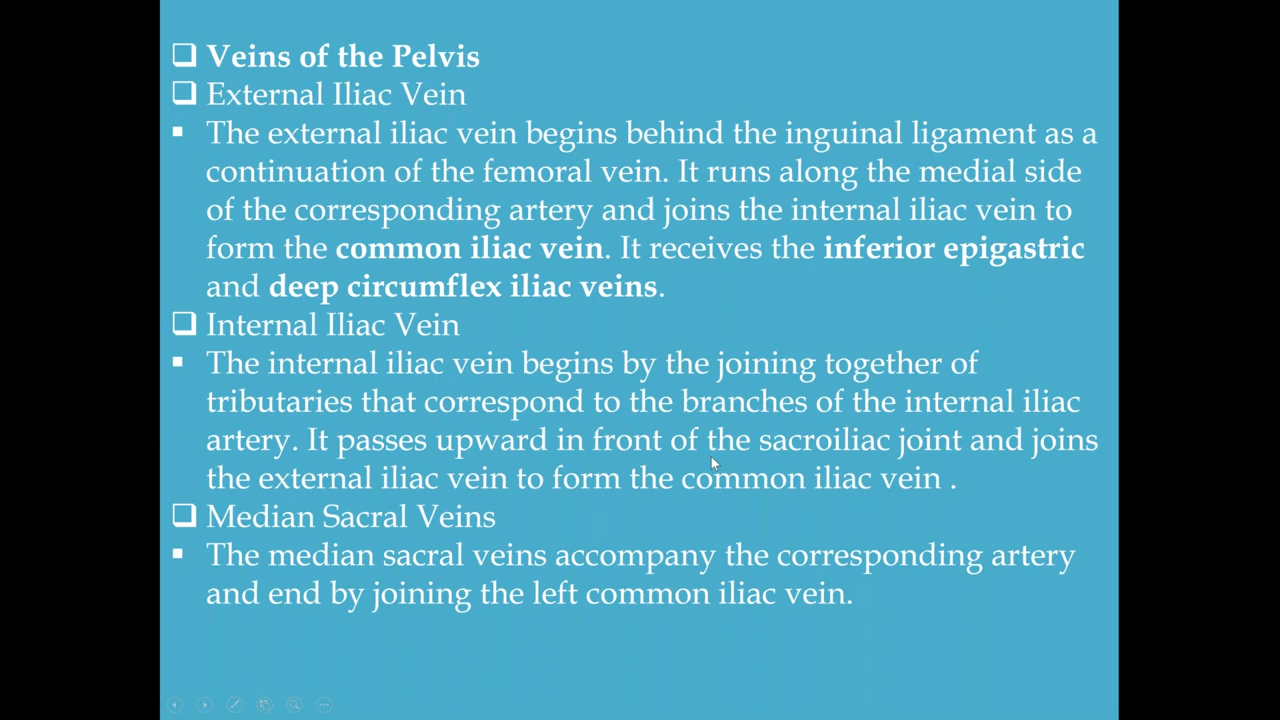 ❑ Veins of the Pelvis
❑ External Iliac Vein
▪ The external iliac vein begins behind the inguinal ligament as a
continuation of the femoral vein. It runs along the medial side
of the corresponding artery and joins the internal iliac vein to
form the common iliac vein. It receives the inferior epigastric
and deep circumflex iliac veins.
❑ Internal Iliac Vein
▪ The internal iliac vein begins by the joining together of
tributaries that correspond to the branches of the internal iliac
artery. It passes upward in front of the sacroiliac joint and joins
the external iliac vein to form the common iliac vein .
❑ Median Sacral Veins
▪ The median sacral veins accompany the corresponding artery
and end by joining the left common iliac vein.